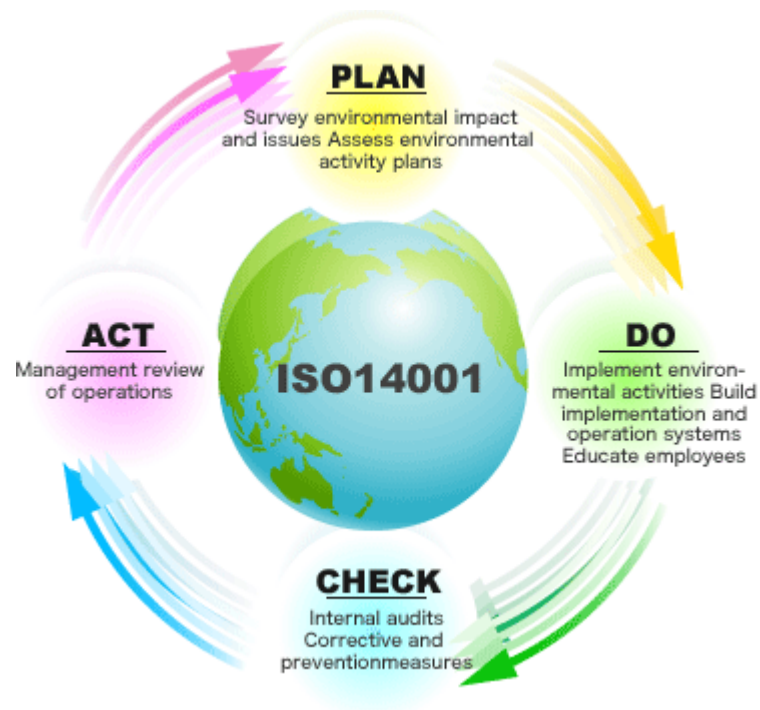 PLAN
Survey environmental impact
and issues Assess environmental
activity plans
ACT
Management review
of operations
ISO14001
DO
Implement environ-
mental activities Build
implementation and
operation systems
Educate employees
CHECK
Internal audits
Corrective and
preventionmeasures